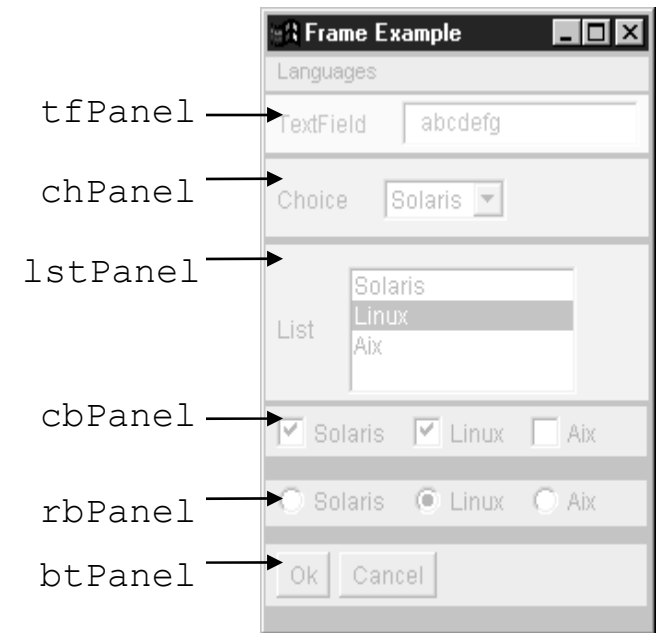 Frame Example
Languages
tfPanel TextField abcdefg
chPanel Choice Solaris
lstPanel
Solaris
List Linux
Aix
cbPanel Solaris Linux Aix
rbPanel Solaris Linux Aix
btPanel Ok Cancel